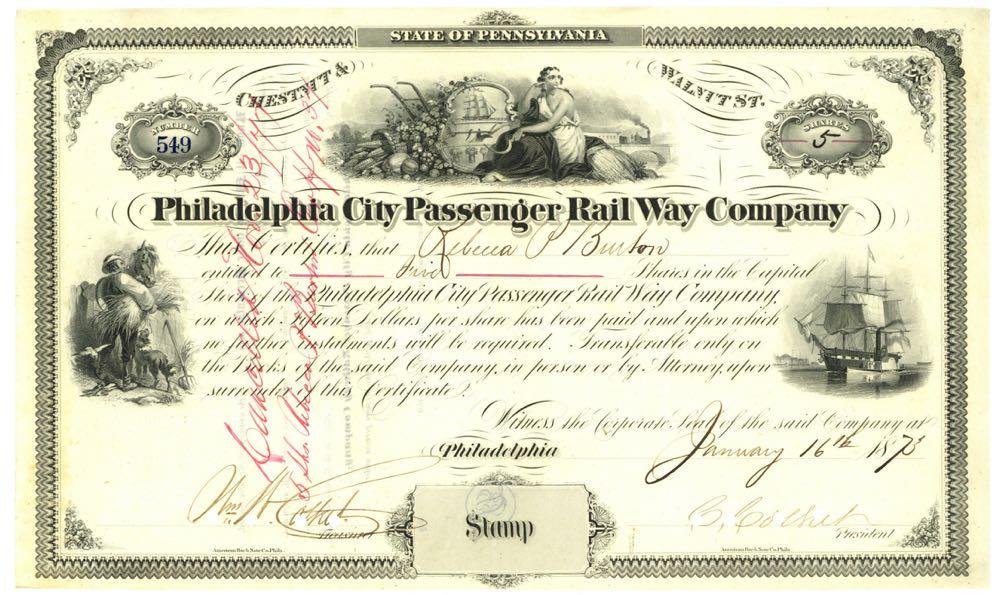 STATE OF PENNSYLVANIA
CHESTNUT & WALNUT ST.
NUMBER
549
SHARES
5
Philadelphia City Passenger Rail Way Company
This Certifies, that Rebecca P Burton
entitled to Five Shares in the Capital
Stock of the Philadelphia City Passenger Rail Way Company,
on which Fifteen Dollars per share has been paid and upon which
no further instalments will be required. Transferable only on
the Books of the said Company, in person or by Attorney, upon
surrender of this Certificate.
Witness the Corporate Seal of the said Company at
Philadelphia January 16th 1873
Wm W Colket
Stamp
C. Colket
President
American Bank Note Co. Phila.
American Bank Note Co. Phila.
Cancelled